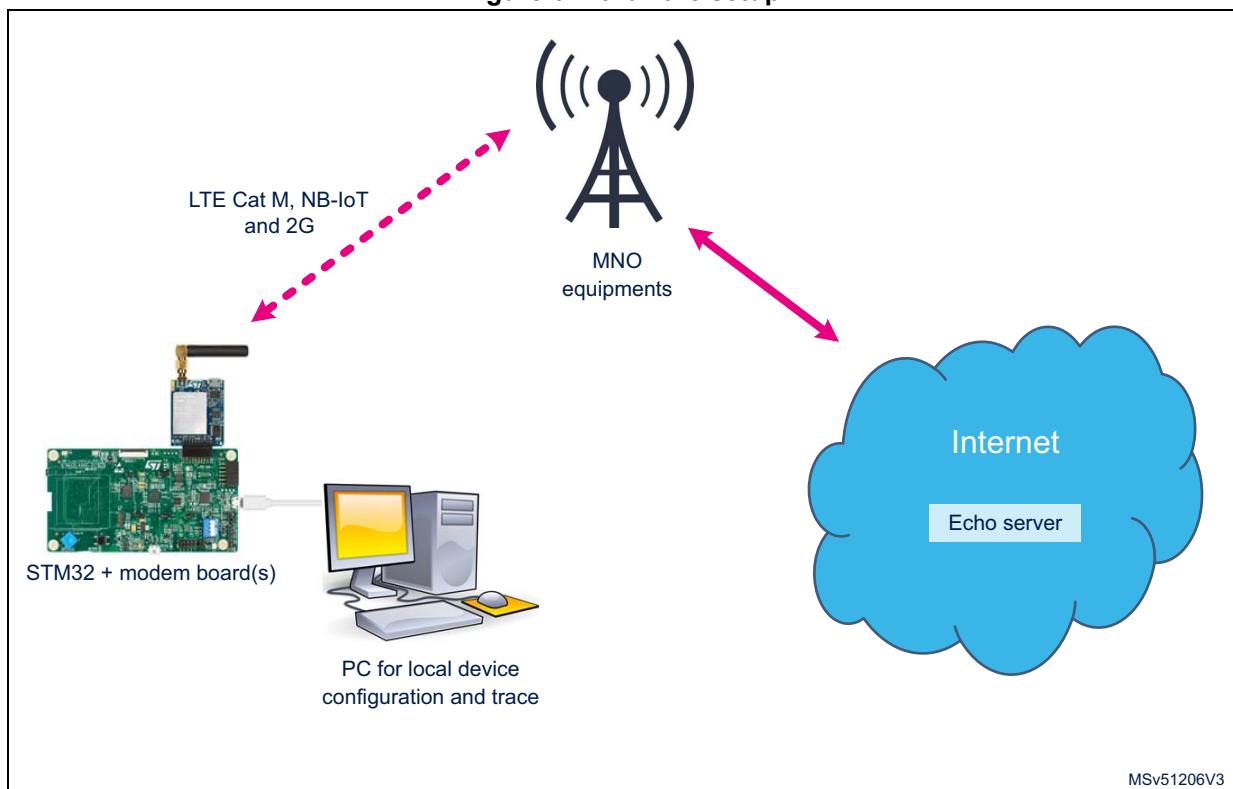 LTE Cat M, NB-IoT
and 2G
MNO
equipments
Internet
Echo server
STM32 + modem board(s)
PC for local device
configuration and trace
MSv51206V3